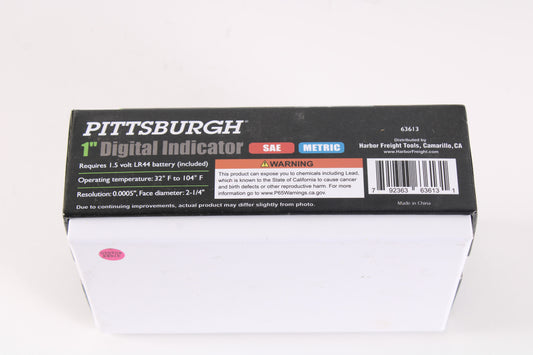 PITTSBURGH™
1" Digital Indicator SAE METRIC
Requires 1.5 volt LR44 battery (included)
Operating temperature: 32° F to 104° F
Resolution: 0.0005", Face diameter: 2-1/4"
Due to continuing improvements, actual product may differ slightly from photo.
WARNING
This product can expose you to chemicals including Lead,
which is known to the State of California to cause cancer
and birth defects or other reproductive harm. For more
information go to www.P65Warnings.ca.gov.
63613
Distributed by
Harbor Freight Tools, Camarillo, CA
www.HarborFreight.com
7 92363 63613 1
Made in China